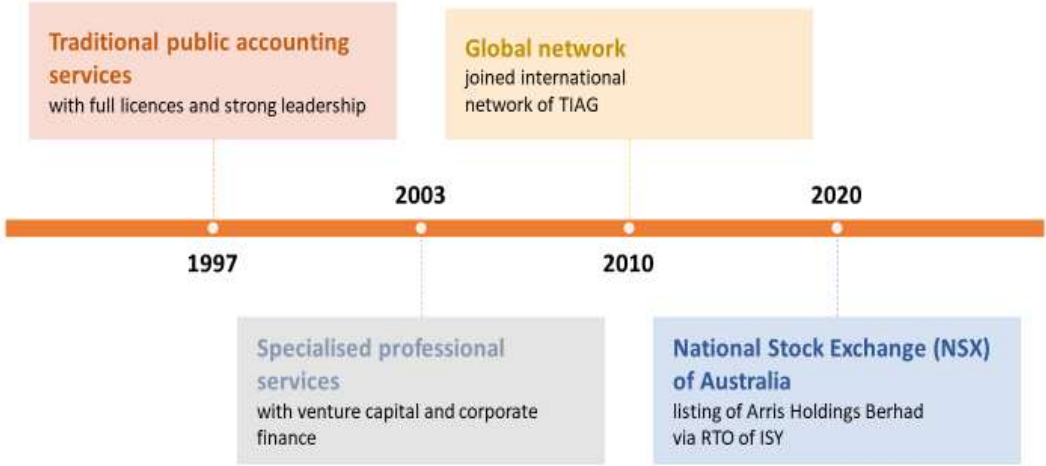 Traditional public accounting
services
with full licences and strong leadership
Global network
joined international
network of TIAG
2003
2020
1997
2010
Specialised professional
services
with venture capital and corporate
finance
National Stock Exchange (NSX)
of Australia
listing of Arris Holdings Berhad
via RTO of ISY